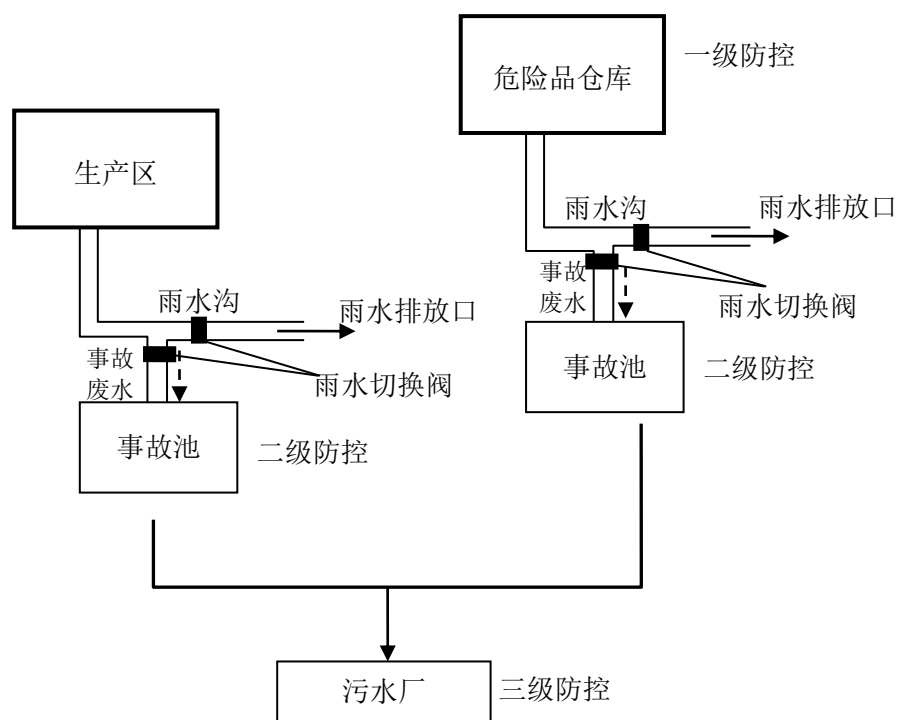 危险品仓库
一级防控
生产区
雨水沟
雨水排放口
事故
废水
雨水切换阀
雨水沟
雨水排放口
事故池
二级防控
事故
废水
雨水切换阀
事故池
二级防控
污水厂
三级防控